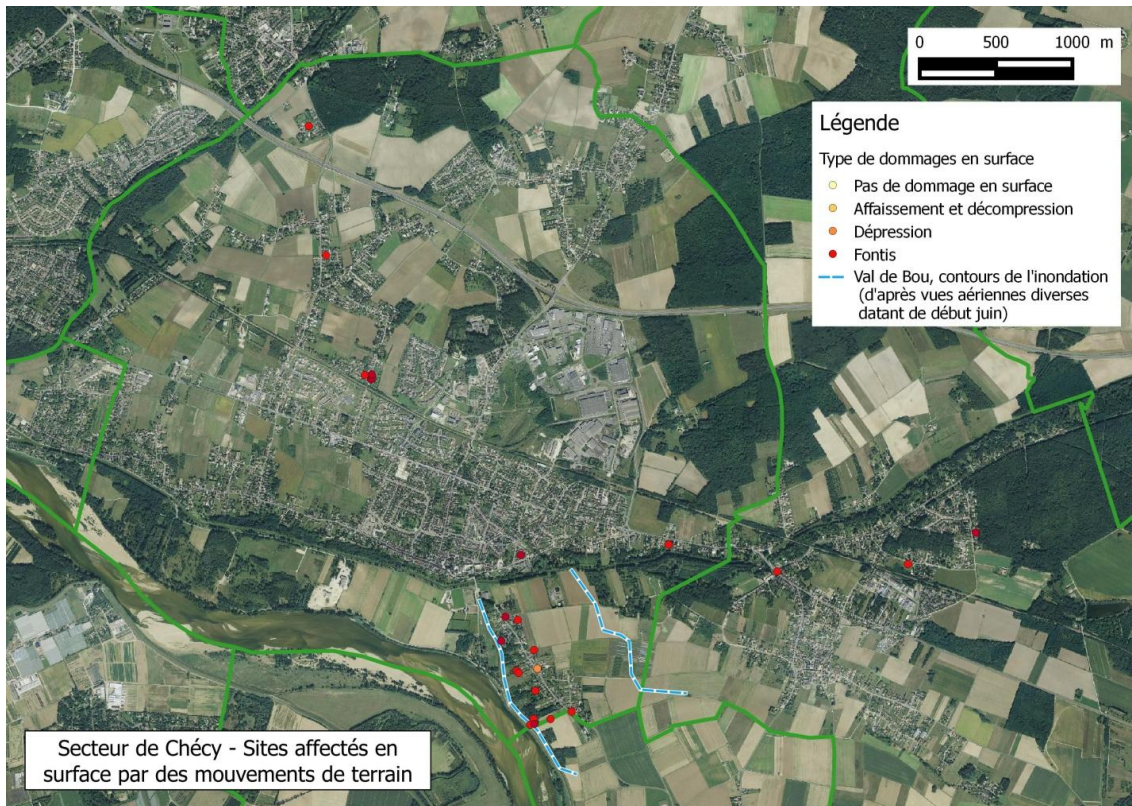 0 500 1000 m
Légende
Type de dommages en surface
Pas de dommage en surface
Affaissement et décompression
Dépression
Fontis
Val de Bou, contours de l'inondation
(d'après vues aériennes diverses
datant de début juin)
Secteur de Chécy - Sites affectés en
surface par des mouvements de terrain